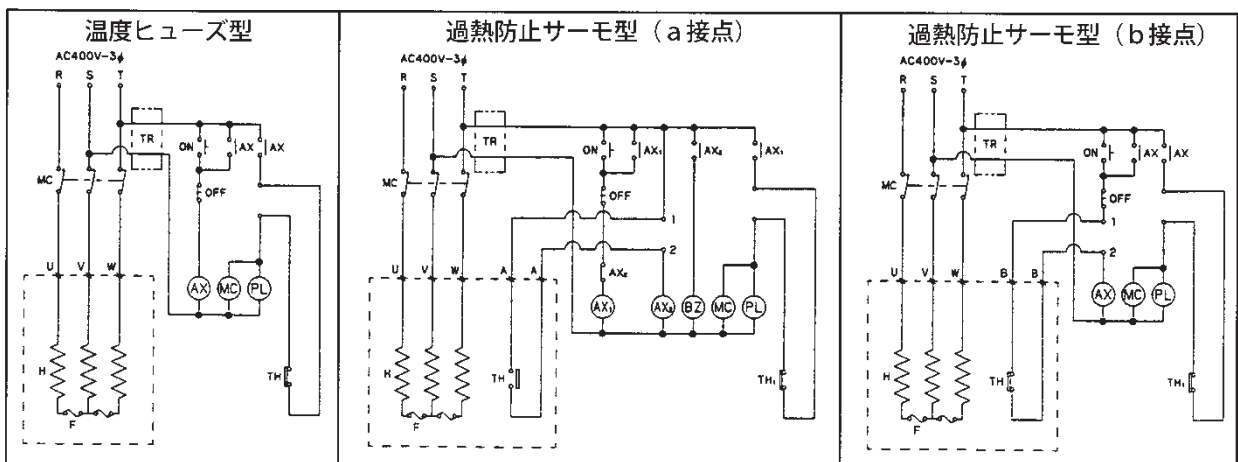 温度ヒューズ型
AC400V-3φ
R S T
TR
ON AX AX
MC
OFF
U V W
AX MC PL
H
TH
F
過熱防止サーモ型（a接点）
AC400V-3φ
R S T
TR
ON AX₁ AX₂ AX₁
MC
OFF
1
2
U V W A A
AX₂
AX₁ AX₂ BZ MC PL
H
TH
TH₁
F
過熱防止サーモ型（b接点）
AC400V-3φ
R S T
TR
ON AX AX
MC
OFF
1
2
U V W B B
AX MC PL
H
TH
TH₁
F